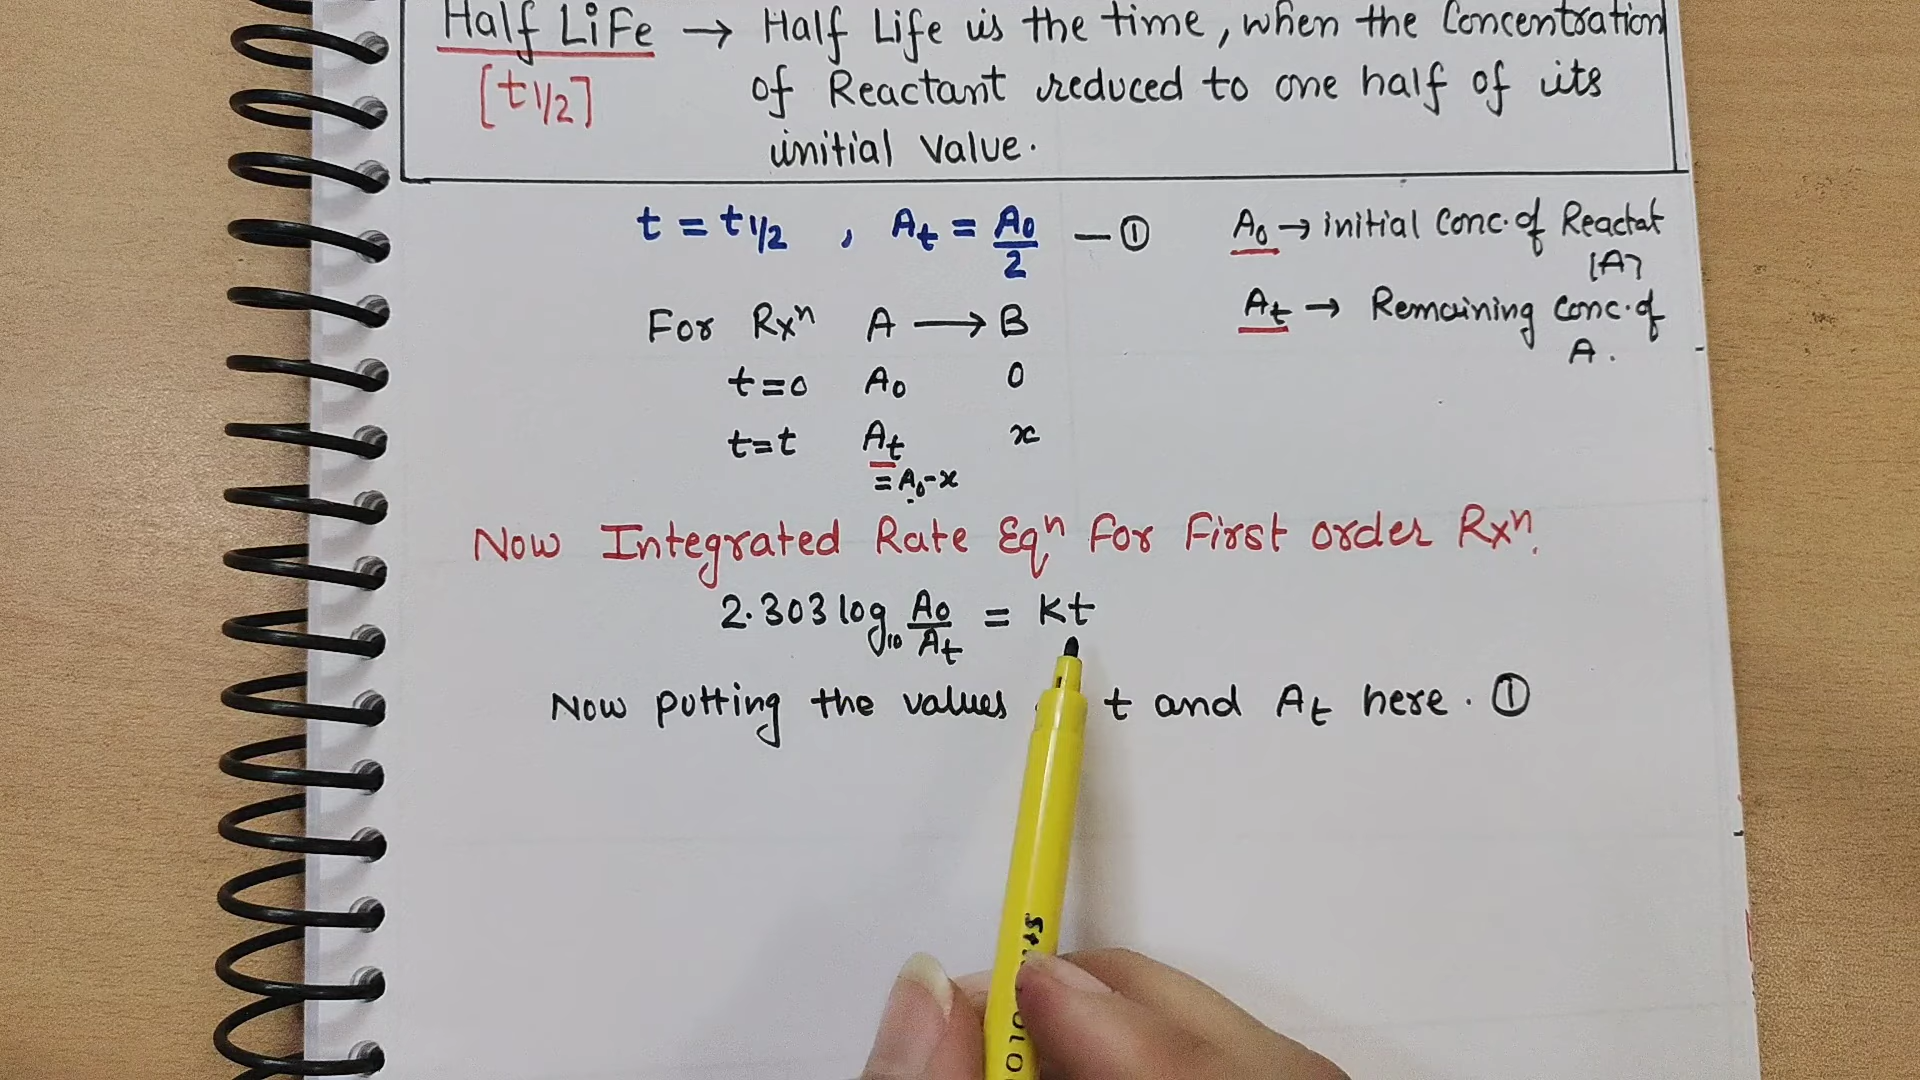 Half Life → Half Life is the time, when the Concentration
[t1/2] of Reactant reduced to one half of its
initial value.
t = t1/2 , At = A0/2 — ①
A0 → initial Conc. of Reactat
[A]
At → Remaining Conc. of
A.
For Rxⁿ A ⟶ B
t=0 A0 0
t=t At x
= A0-x
Now Integrated Rate Eqⁿ for First order Rxⁿ.
2.303 log10 A0/At = Kt
Now putting the values t and At here. ①